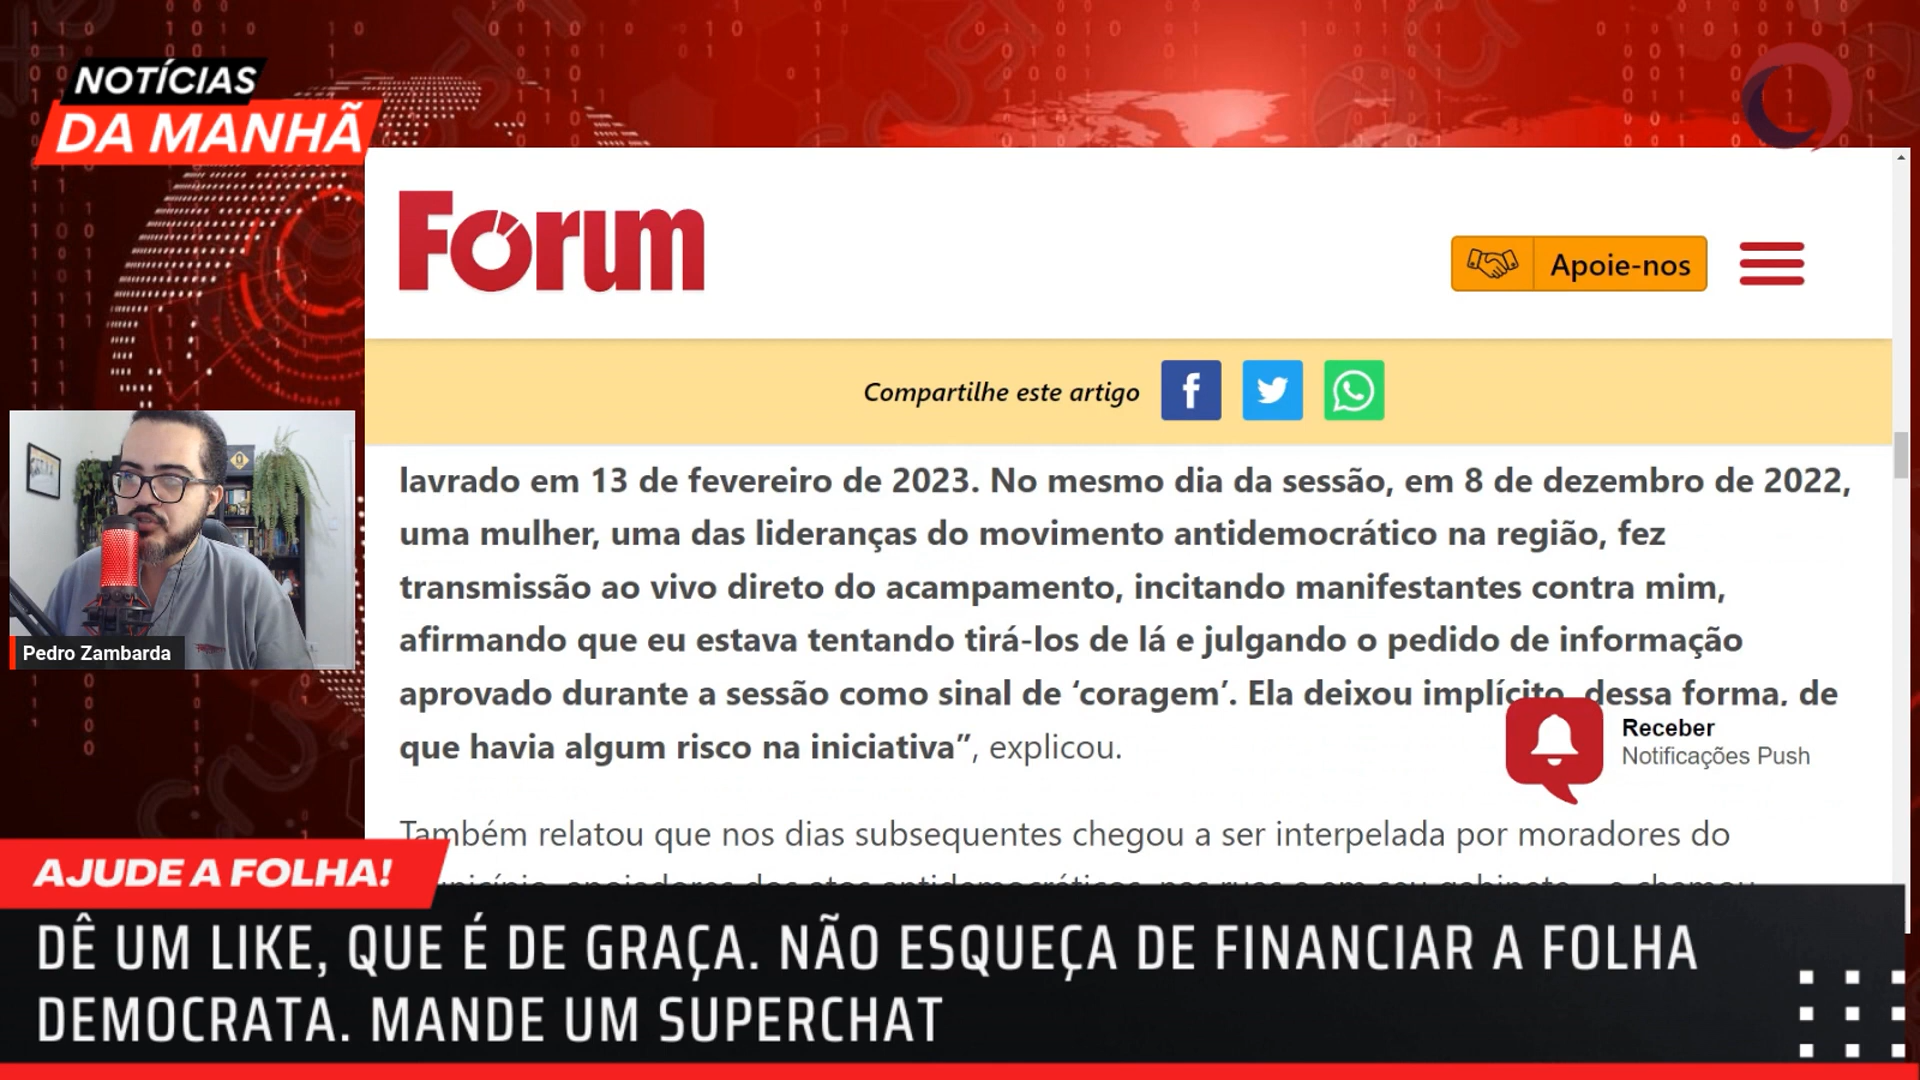 NOTÍCIAS
DA MANHÃ
Forum
Apoie-nos
Compartilhe este artigo
lavrado em 13 de fevereiro de 2023. No mesmo dia da sessão, em 8 de dezembro de 2022,
uma mulher, uma das lideranças do movimento antidemocrático na região, fez
transmissão ao vivo direto do acampamento, incitando manifestantes contra mim,
afirmando que eu estava tentando tirá-los de lá e julgando o pedido de informação
aprovado durante a sessão como sinal de ‘coragem’. Ela deixou implícito, dessa forma, de
que havia algum risco na iniciativa”, explicou.
Receber
Notificações Push
Também relatou que nos dias subsequentes chegou a ser interpelada por moradores do
Pedro Zambarda
AJUDE A FOLHA!
DÊ UM LIKE, QUE É DE GRAÇA. NÃO ESQUEÇA DE FINANCIAR A FOLHA
DEMOCRATA. MANDE UM SUPERCHAT